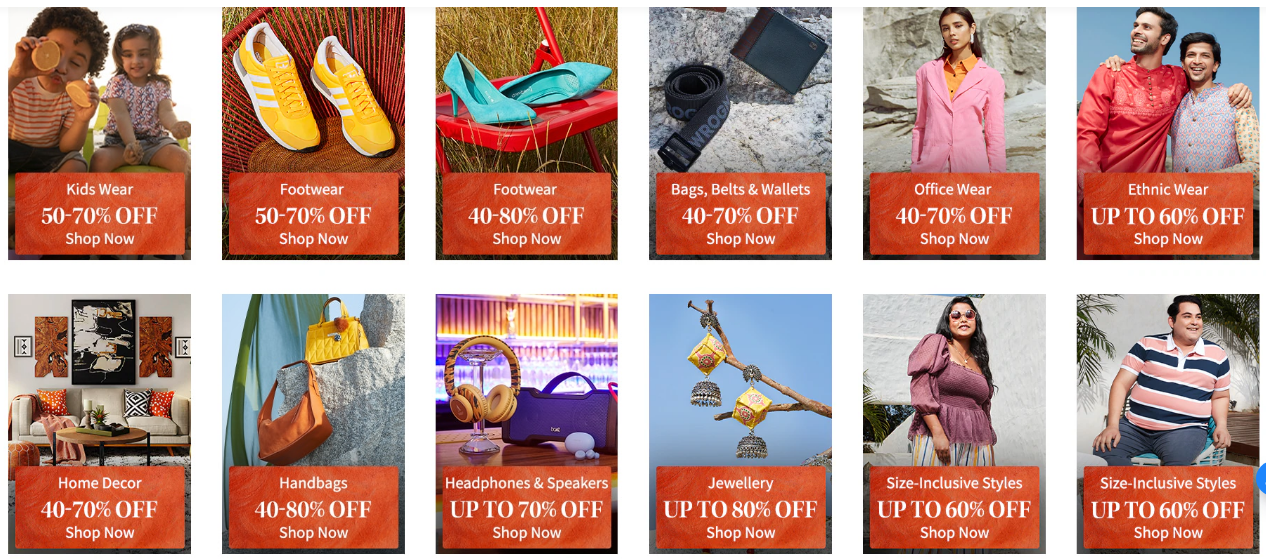 Kids Wear
50-70% OFF
Shop Now
Footwear
50-70% OFF
Shop Now
Footwear
40-80% OFF
Shop Now
Bags, Belts & Wallets
40-70% OFF
Shop Now
Office Wear
40-70% OFF
Shop Now
Ethnic Wear
UP TO 60% OFF
Shop Now
Home Decor
40-70% OFF
Shop Now
Handbags
40-80% OFF
Shop Now
Headphones & Speakers
UP TO 70% OFF
Shop Now
Jewellery
UP TO 80% OFF
Shop Now
Size-Inclusive Styles
UP TO 60% OFF
Shop Now
Size-Inclusive Styles
UP TO 60% OFF
Shop Now